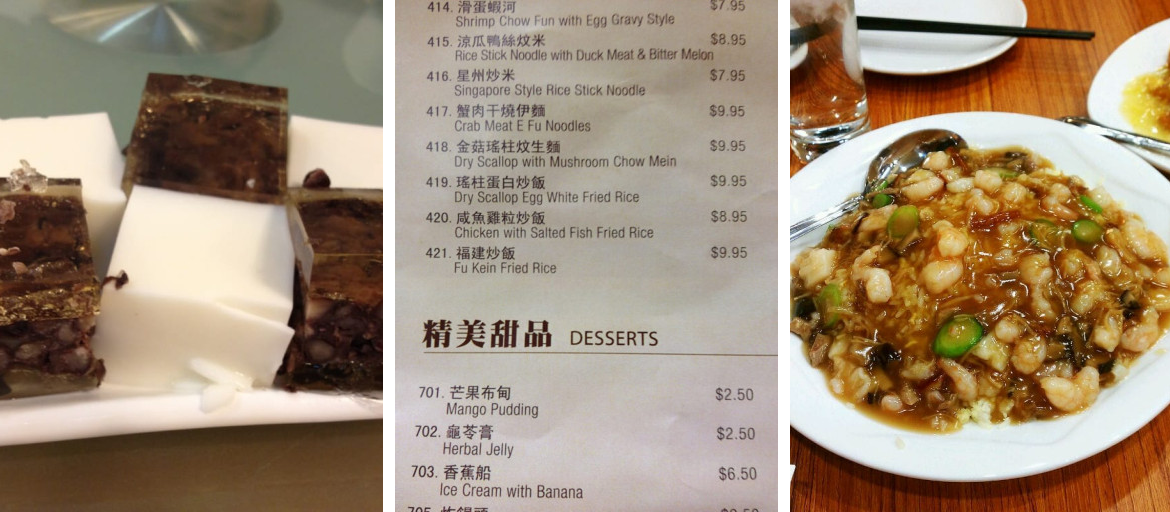 414. 滑蛋蝦河 $7.95
Shrimp Chow Fun with Egg Gravy Style
415. 涼瓜鴨絲炆米 $8.95
Rice Stick Noodle with Duck Meat & Bitter Melon
416. 星州炒米 $7.95
Singapore Style Rice Stick Noodle
417. 蟹肉干燒伊麵 $9.95
Crab Meat E Fu Noodles
418. 金菇瑤柱炆生麵 $9.95
Dry Scallop with Mushroom Chow Mein
419. 瑤柱蛋白炒飯 $9.95
Dry Scallop Egg White Fried Rice
420. 咸魚雞粒炒飯 $8.95
Chicken with Salted Fish Fried Rice
421. 福建炒飯 $9.95
Fu Kein Fried Rice
精美甜品 DESSERTS
701. 芒果布甸 $2.50
Mango Pudding
702. 龜苓膏 $2.50
Herbal Jelly
703. 香蕉船 $6.50
Ice Cream with Banana